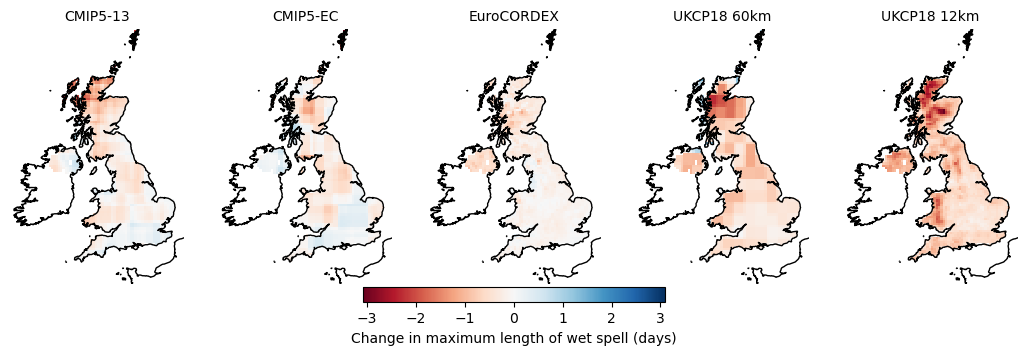 CMIP5-13 CMIP5-EC EuroCORDEX UKCP18 60km UKCP18 12km
−3 −2 −1 0 1 2 3
Change in maximum length of wet spell (days)